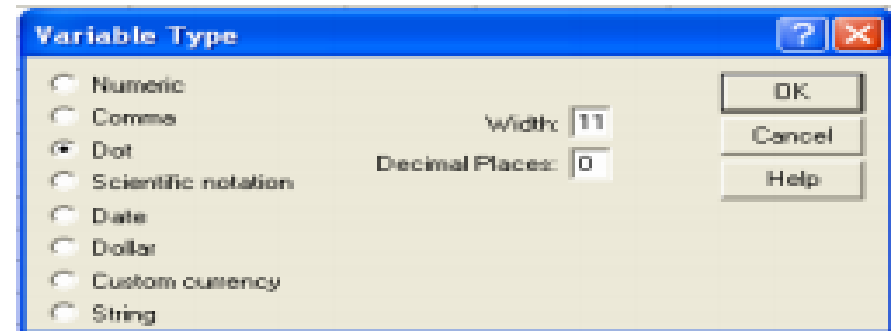 Variable Type
Numeric
Comma
Dot
Scientific notation
Date
Dollar
Custom currency
String
Width: 11
Decimal Places: 0
OK
Cancel
Help